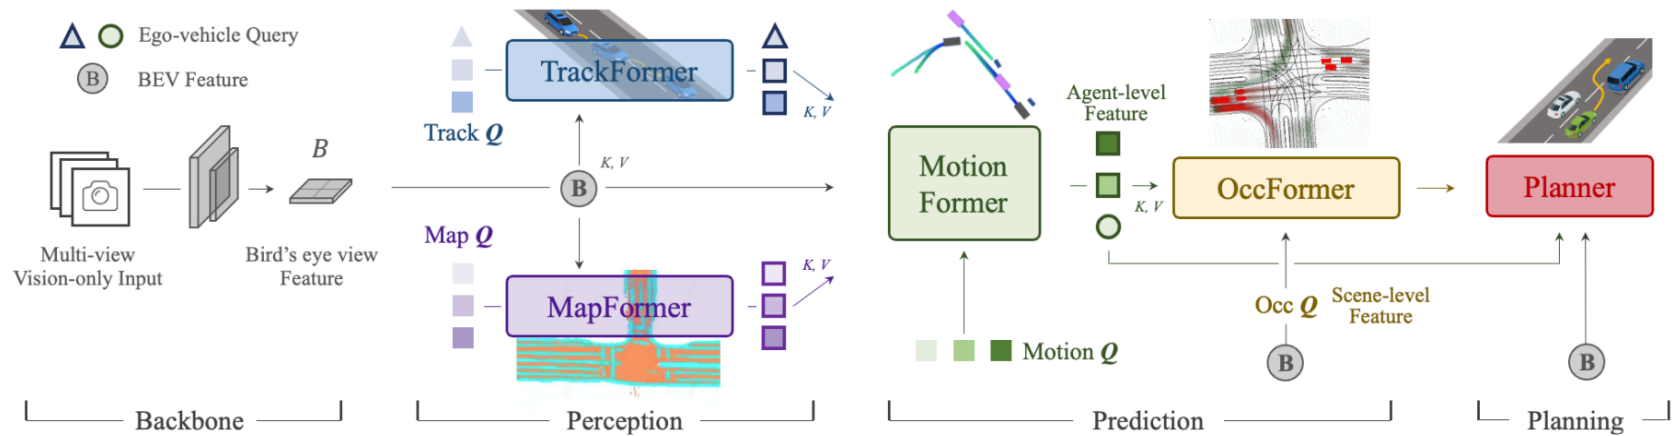 Ego-vehicle Query
B
BEV Feature
B
Multi-view
Vision-only Input
Bird's eye view
Feature
Backbone
TrackFormer
Track Q
K, V
K, V
B
Map Q
K, V
MapFormer
Perception
Motion
Former
Agent-level
Feature
K, V
OccFormer
Planner
Occ Q
Scene-level
Feature
Motion Q
B
B
Prediction
Planning